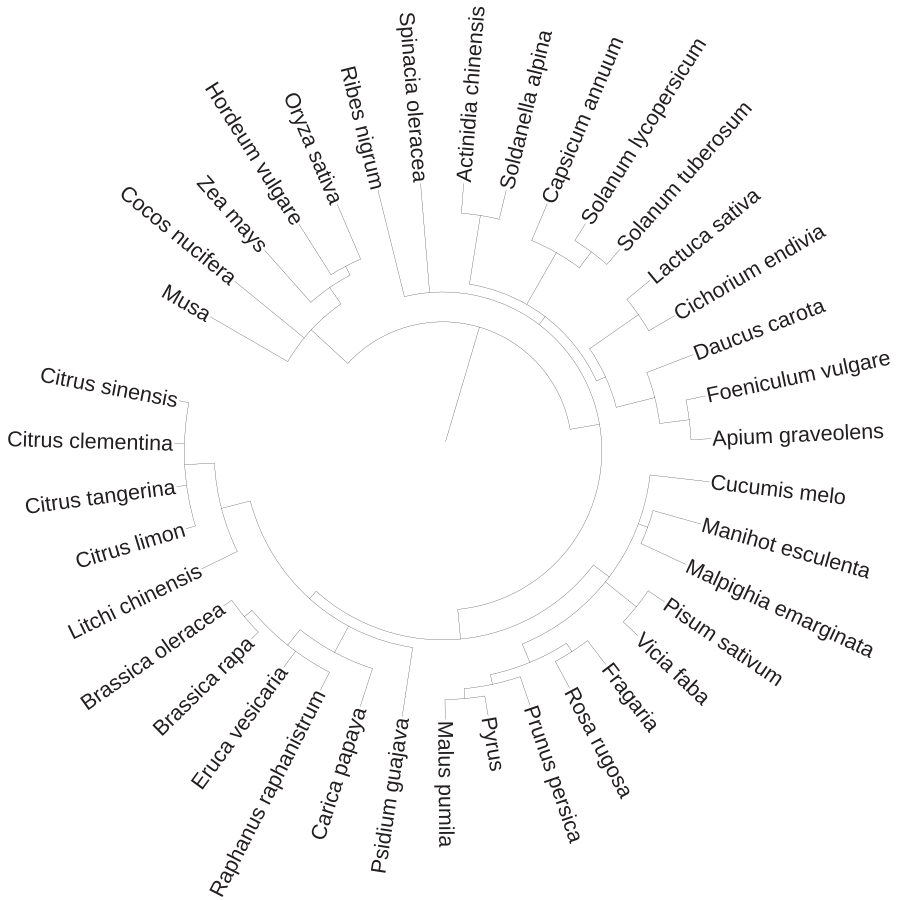 Actinidia chinensis
Soldanella alpina
Capsicum annuum
Solanum lycopersicum
Solanum tuberosum
Lactuca sativa
Cichorium endivia
Daucus carota
Foeniculum vulgare
Apium graveolens
Cucumis melo
Manihot esculenta
Malpighia emarginata
Pisum sativum
Vicia faba
Fragaria
Rosa rugosa
Prunus persica
Pyrus
Malus pumila
Psidium guajava
Carica papaya
Raphanus raphanistrum
Eruca vesicaria
Brassica rapa
Brassica oleracea
Litchi chinensis
Citrus limon
Citrus tangerina
Citrus clementina
Citrus sinensis
Musa
Cocos nucifera
Zea mays
Hordeum vulgare
Oryza sativa
Ribes nigrum
Spinacia oleracea